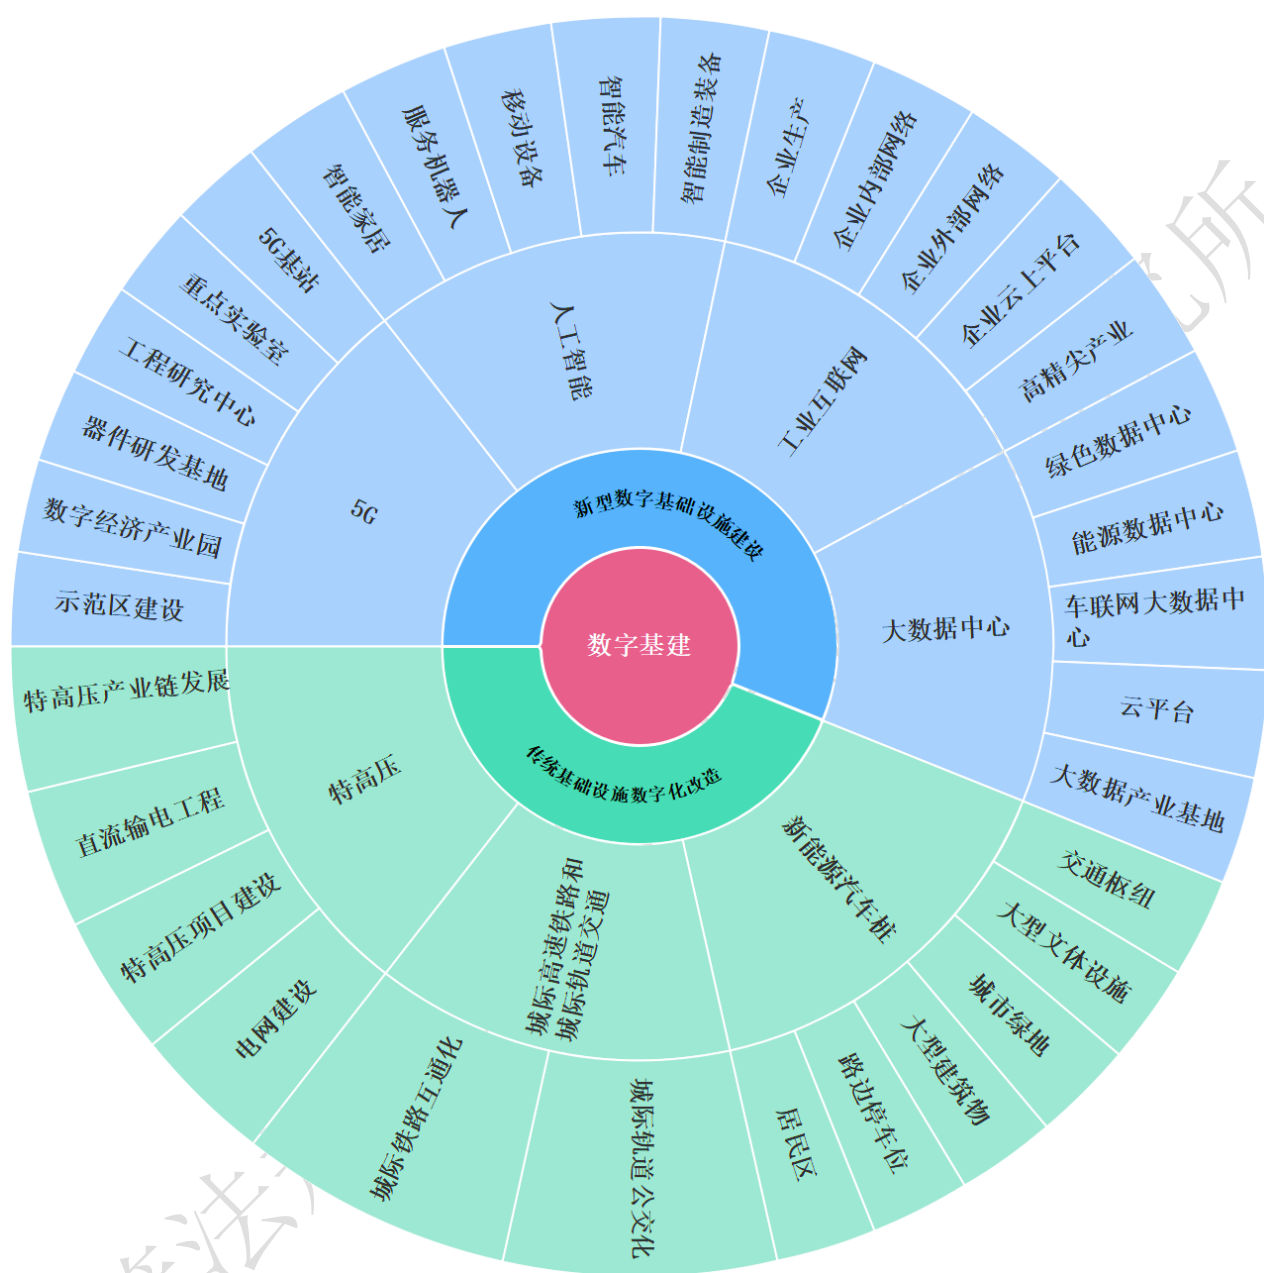 数字基建
新型数字基础设施建设
传统基础设施数字化改造
5G
人工智能
工业互联网
大数据中心
新能源汽车桩
城际高速铁路和
城际轨道交通
特高压
示范区建设
数字经济产业园
器件研发基地
工程研究中心
重点实验室
5G基站
智能家居
服务机器人
移动设备
智能汽车
智能制造装备
企业生产
企业内部网络
企业外部网络
企业云上平台
高精尖产业
绿色数据中心
能源数据中心
车联网大数据中
心
云平台
大数据产业基地
交通枢纽
大型文体设施
城市绿地
大型建筑物
路边停车位
居民区
城际轨道公交化
城际铁路互通化
电网建设
特高压项目建设
直流输电工程
特高压产业链发展